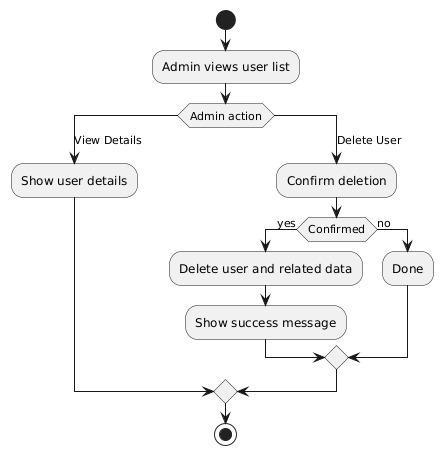 Admin views user list
Admin action
View Details
Delete User
Show user details
Confirm deletion
yes
Confirmed
no
Delete user and related data
Done
Show success message